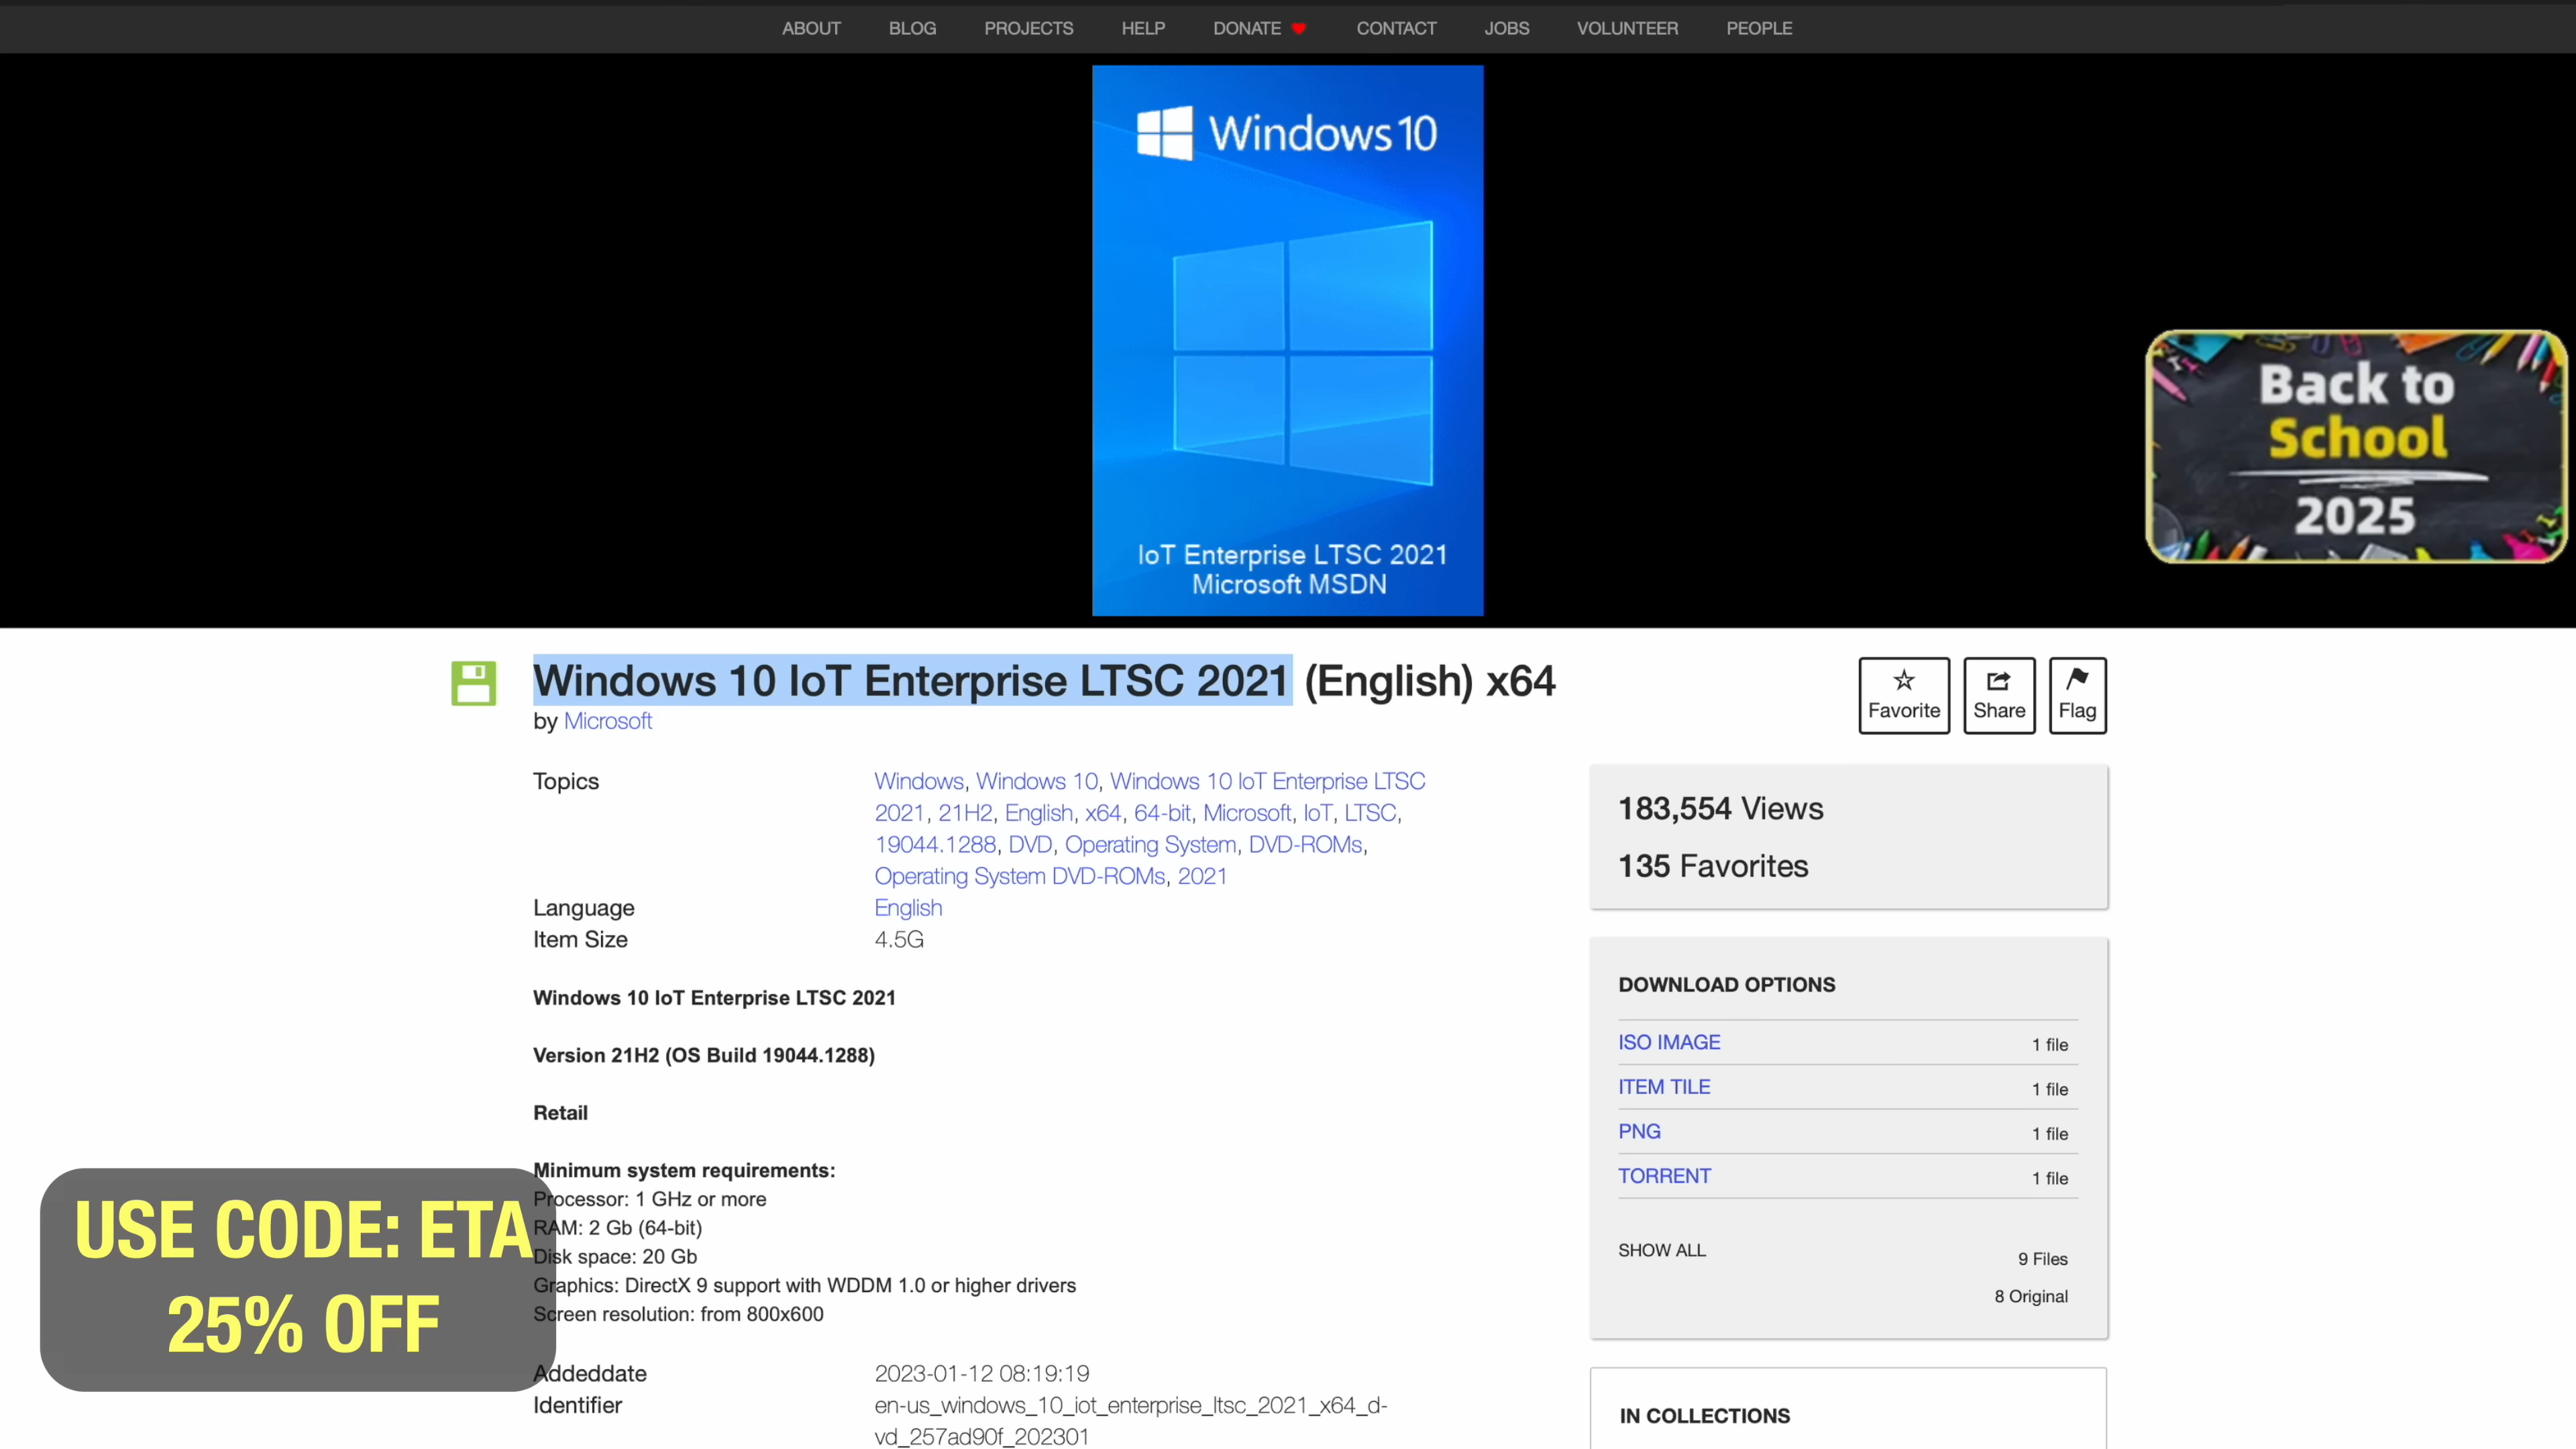 ABOUT BLOG PROJECTS HELP DONATE CONTACT JOBS VOLUNTEER PEOPLE
Windows 10
IoT Enterprise LTSC 2021
Microsoft MSDN
Back to
School
2025
Windows 10 IoT Enterprise LTSC 2021 (English) x64
by Microsoft
Favorite
Share
Flag
Topics
Windows, Windows 10, Windows 10 IoT Enterprise LTSC
2021, 21H2, English, x64, 64-bit, Microsoft, IoT, LTSC,
19044.1288, DVD, Operating System, DVD-ROMs,
Operating System DVD-ROMs, 2021
Language English
Item Size 4.5G
Windows 10 IoT Enterprise LTSC 2021
Version 21H2 (OS Build 19044.1288)
Retail
Minimum system requirements:
Processor: 1 GHz or more
RAM: 2 Gb (64-bit)
Disk space: 20 Gb
Graphics: DirectX 9 support with WDDM 1.0 or higher drivers
Screen resolution: from 800x600
Addeddate 2023-01-12 08:19:19
Identifier en-us_windows_10_iot_enterprise_ltsc_2021_x64_d-
vd_257ad90f_202301
183,554 Views
135 Favorites
DOWNLOAD OPTIONS
ISO IMAGE 1 file
ITEM TILE 1 file
PNG 1 file
TORRENT 1 file
SHOW ALL 9 Files
8 Original
IN COLLECTIONS
USE CODE: ETA
25% OFF